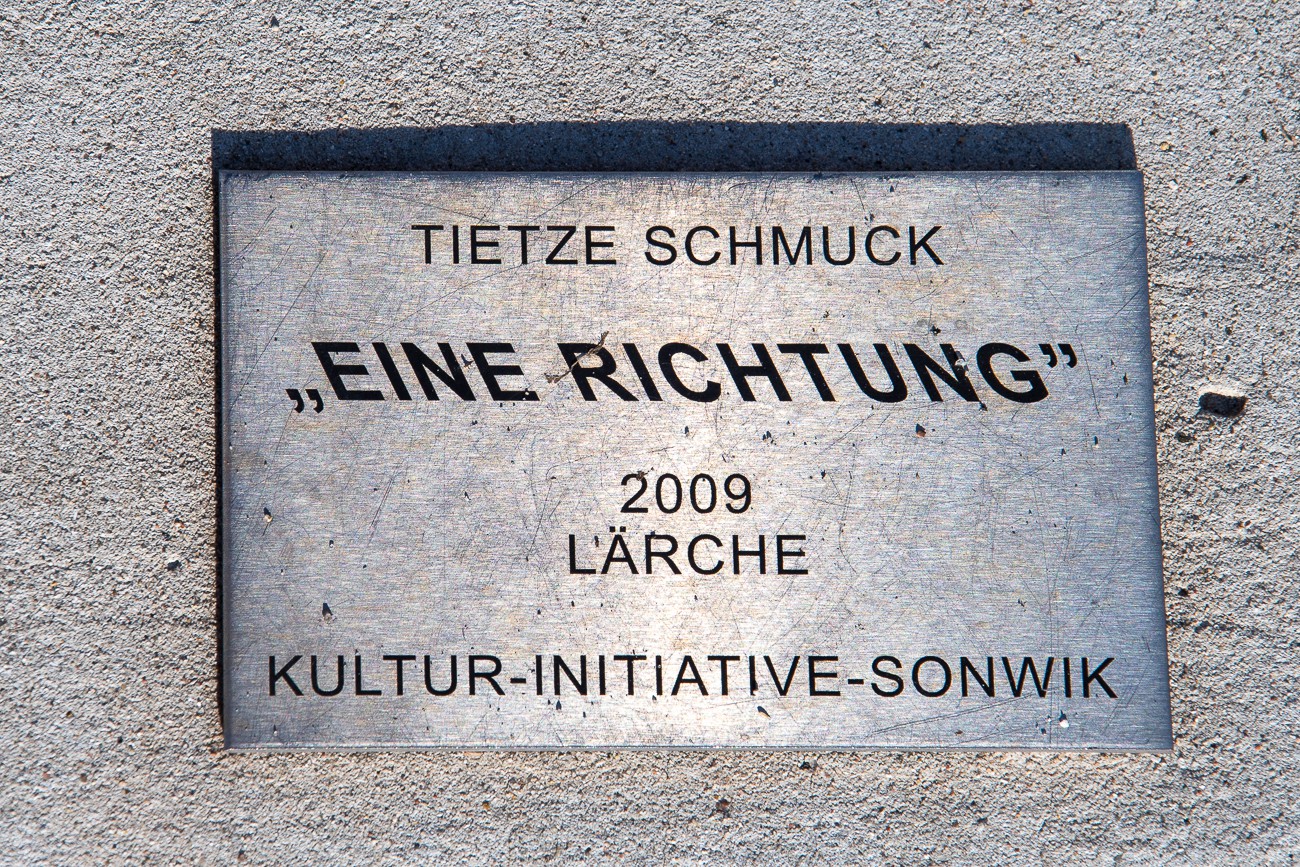 TIETZE SCHMUCK
„EINE RICHTUNG”
2009
LÄRCHE
KULTUR-INITIATIVE-SONWIK